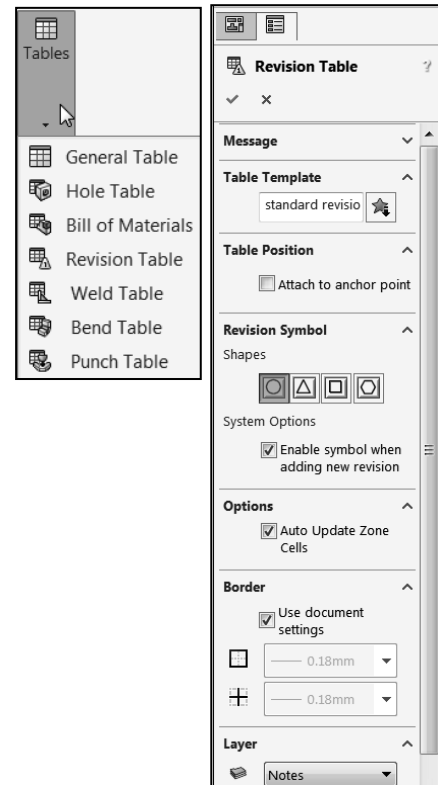 Tables
General Table
Hole Table
Bill of Materials
Revision Table
Weld Table
Bend Table
Punch Table
Revision Table
?
Message
Table Template
standard revisio
Table Position
Attach to anchor point
Revision Symbol
Shapes
System Options
Enable symbol when
adding new revision
Options
Auto Update Zone
Cells
Border
Use document
settings
0.18mm
0.18mm
Layer
Notes